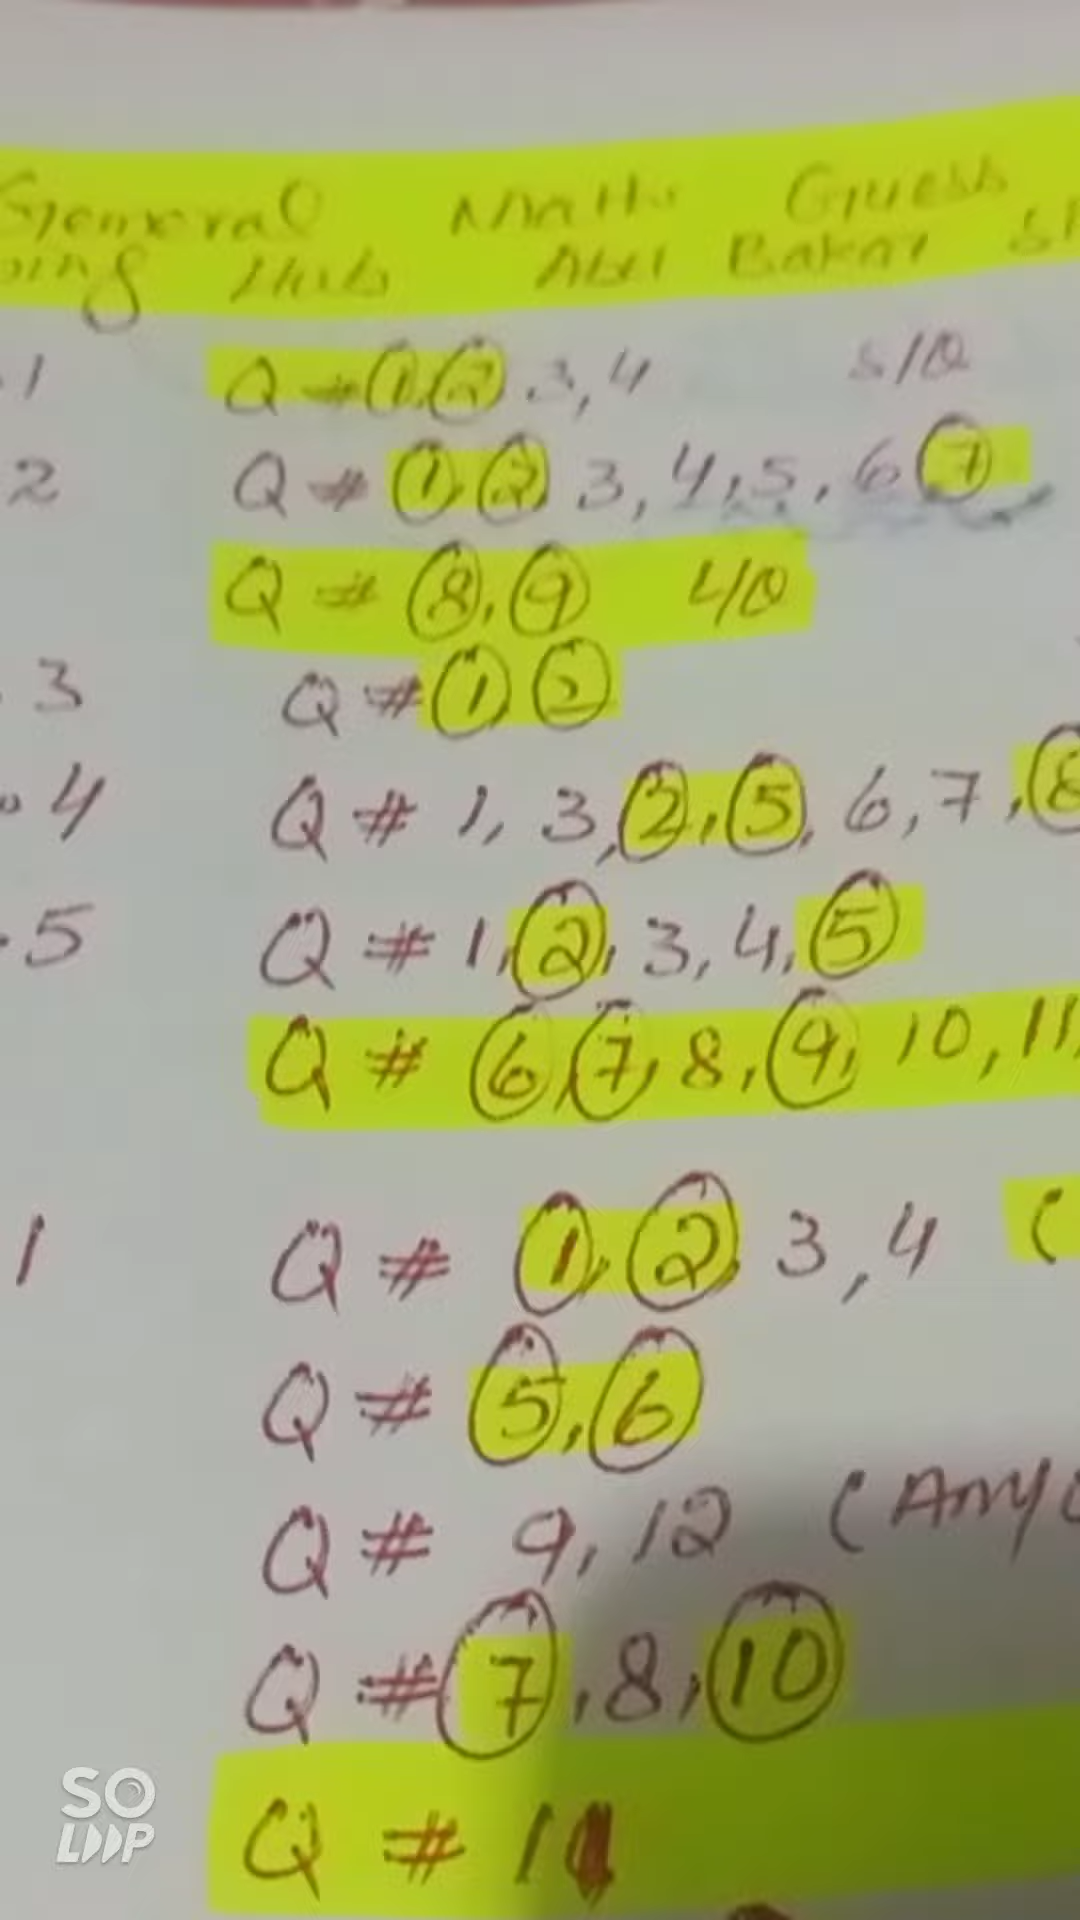 General Maths Guess
Hub Abu Bakar
.1 Q # 1, 2, 3, 4 S/Q
2 Q # 1, 2, 3, 4, 5, 6 7
Q # 8, 9 L/Q
. 3 Q # 1, 2
. 4 Q # 1, 3, 2, 5, 6, 7, 8
.5 Q # 1, 2, 3, 4, 5
Q # 6, 7, 8, 9, 10, 11,
1 Q # 1, 2, 3, 4 (
Q # 5, 6
Q # 9, 12 (Any
Q # 7, 8, 10
Q # 11
SO
LOOP